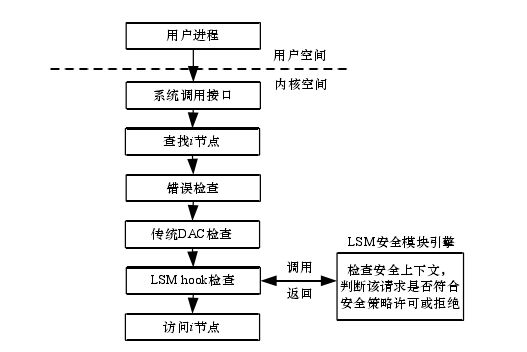 用户进程
用户空间
内核空间
系统调用接口
查找i节点
错误检查
传统DAC检查
LSM安全模块引擎
LSM hook检查
调用
返回
检查安全上下文,
判断该请求是否符合
安全策略许可或拒绝
访问i节点